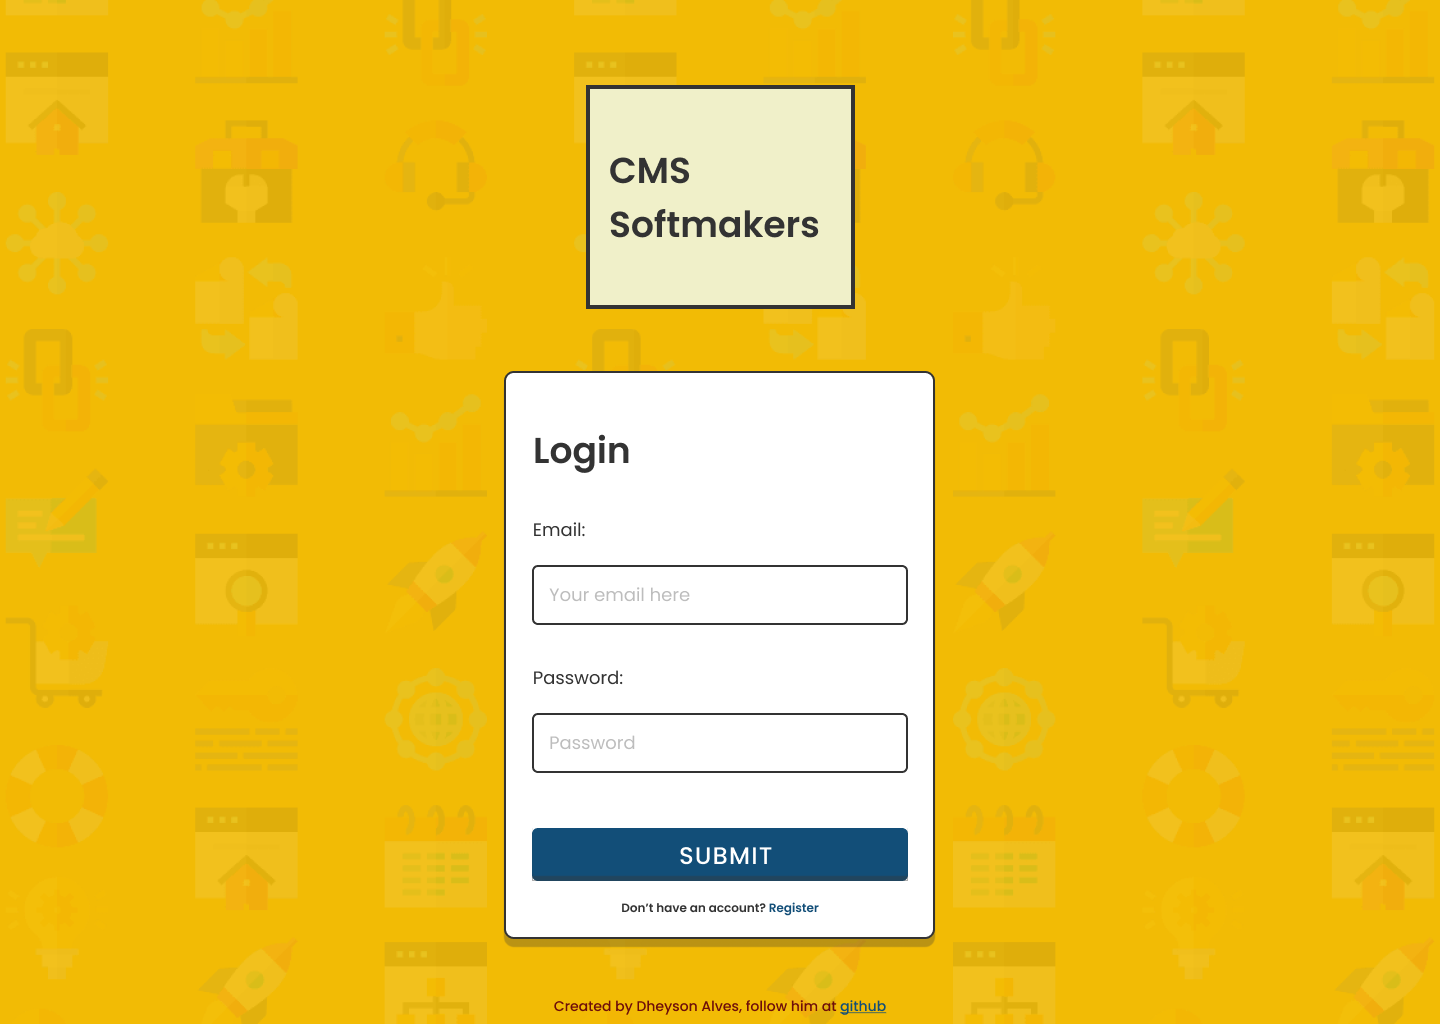 CMS
Softmakers
Login
Email:
Your email here
Password:
Password
SUBMIT
Don’t have an account? Register
Created by Dheyson Alves, follow him at github